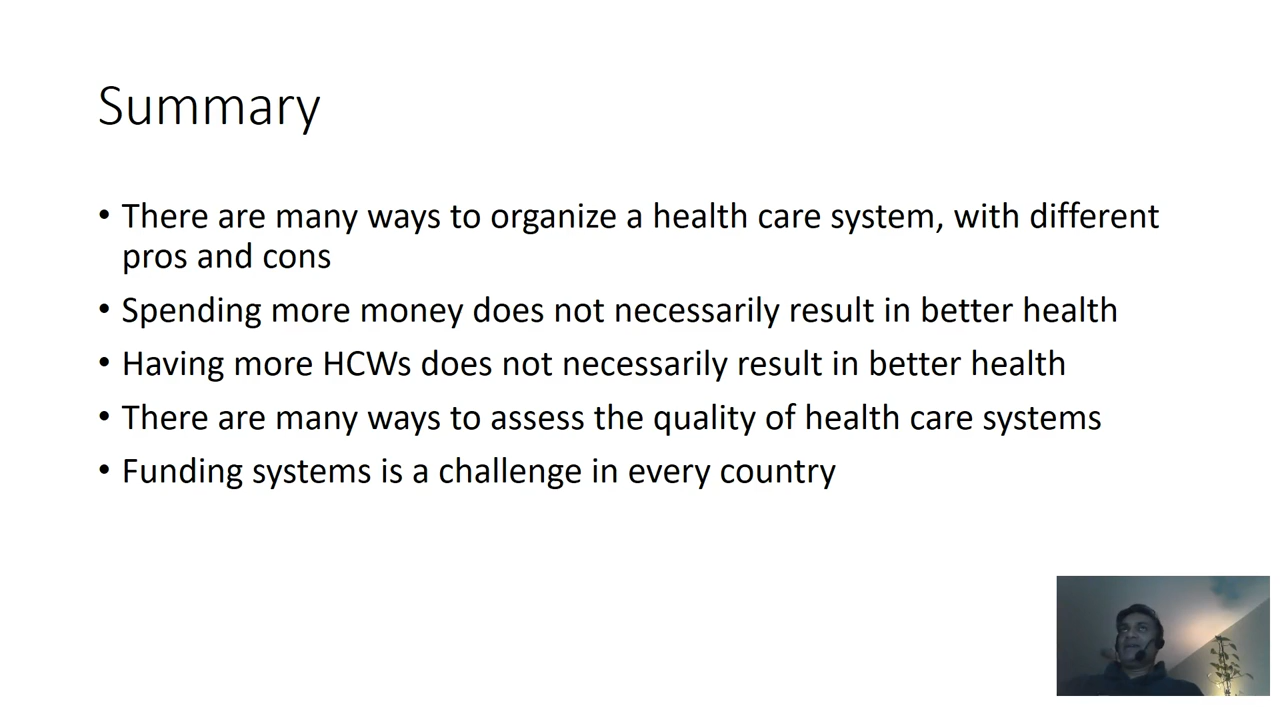 Summary
• There are many ways to organize a health care system, with different
pros and cons
• Spending more money does not necessarily result in better health
• Having more HCWs does not necessarily result in better health
• There are many ways to assess the quality of health care systems
• Funding systems is a challenge in every country